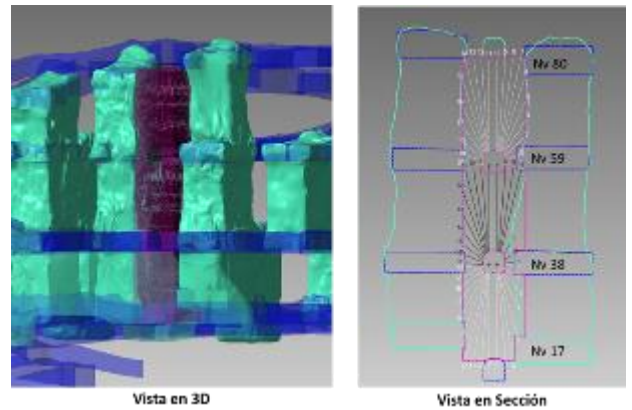 Nv 80
Nv 59
Nv 38
Nv 17
Vista en 3D
Vista en Sección